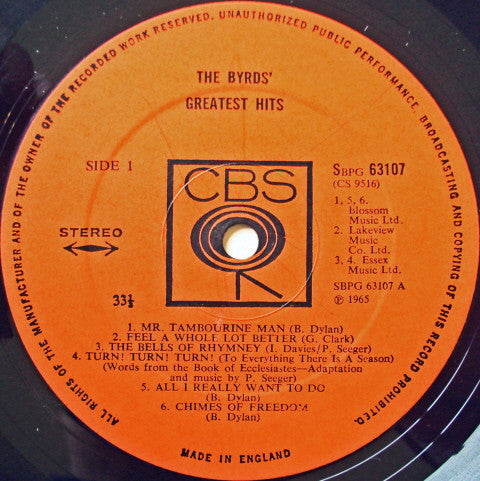 ALL RIGHTS OF THE MANUFACTURER AND OF THE OWNER OF THE RECORDED WORK RESERVED. UNAUTHORIZED PUBLIC PERFORMANCE, BROADCASTING AND COPYING OF THIS RECORD PROHIBITED.
THE BYRDS'
GREATEST HITS
SIDE 1
CBS
STEREO
33⅓
SBPG 63107
(CS 9516)
1, 5, 6.
Blossom
Music Ltd.
2. Lakeview
Music
Co. Ltd.
3, 4. Essex
Music Ltd.
SBPG 63107 A
℗ 1965
1. MR. TAMBOURINE MAN (B. Dylan)
2. FEEL A WHOLE LOT BETTER (G. Clark)
3. THE BELLS OF RHYMNEY (I. Davies/P. Seeger)
4. TURN! TURN! TURN! (To Everything There Is A Season)
(Words from the Book of Ecclesiastes—Adaptation
and music by P. Seeger)
5. ALL I REALLY WANT TO DO
(B. Dylan)
6. CHIMES OF FREEDOM
(B. Dylan)
MADE IN ENGLAND